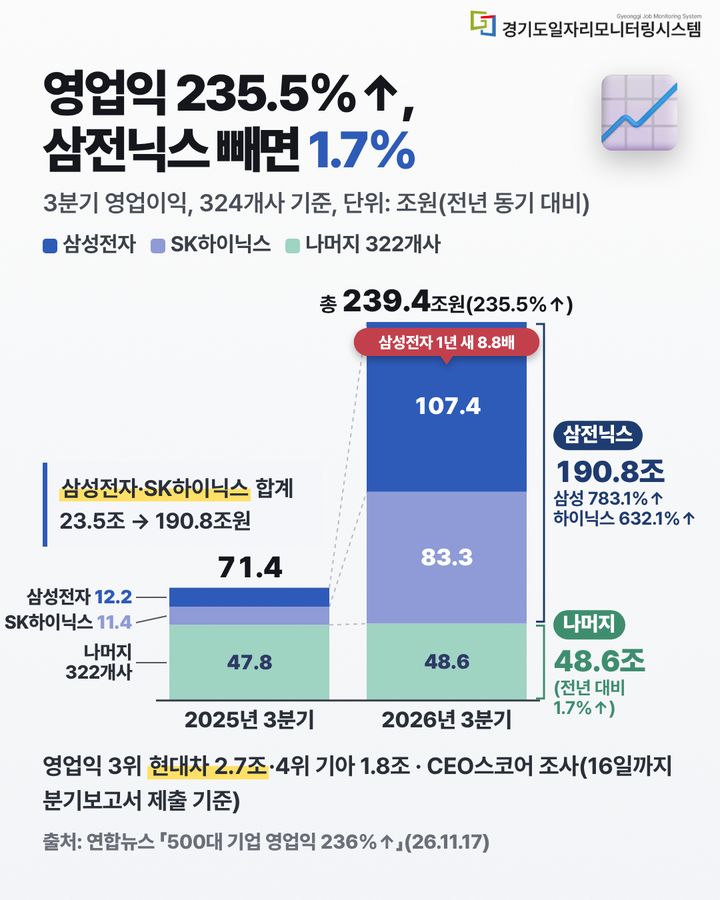 Gyeonggi Job Monitoring System
경기도일자리모니터링시스템
영업익 235.5%↑,
삼전닉스 빼면 1.7%
3분기 영업이익, 324개사 기준, 단위: 조원(전년 동기 대비)
삼성전자 SK하이닉스 나머지 322개사
총 239.4조원(235.5%↑)
삼성전자 1년 새 8.8배
107.4
삼전닉스
190.8조
삼성 783.1%↑
하이닉스 632.1%↑
삼성전자·SK하이닉스 합계
23.5조 → 190.8조원
83.3
71.4
삼성전자 12.2
SK하이닉스 11.4
나머지
322개사
47.8
48.6
나머지
48.6조
(전년 대비
1.7%↑)
2025년 3분기 2026년 3분기
영업익 3위 현대차 2.7조·4위 기아 1.8조 · CEO스코어 조사(16일까지
분기보고서 제출 기준)
출처: 연합뉴스 『500대 기업 영업익 236%↑』(26.11.17)